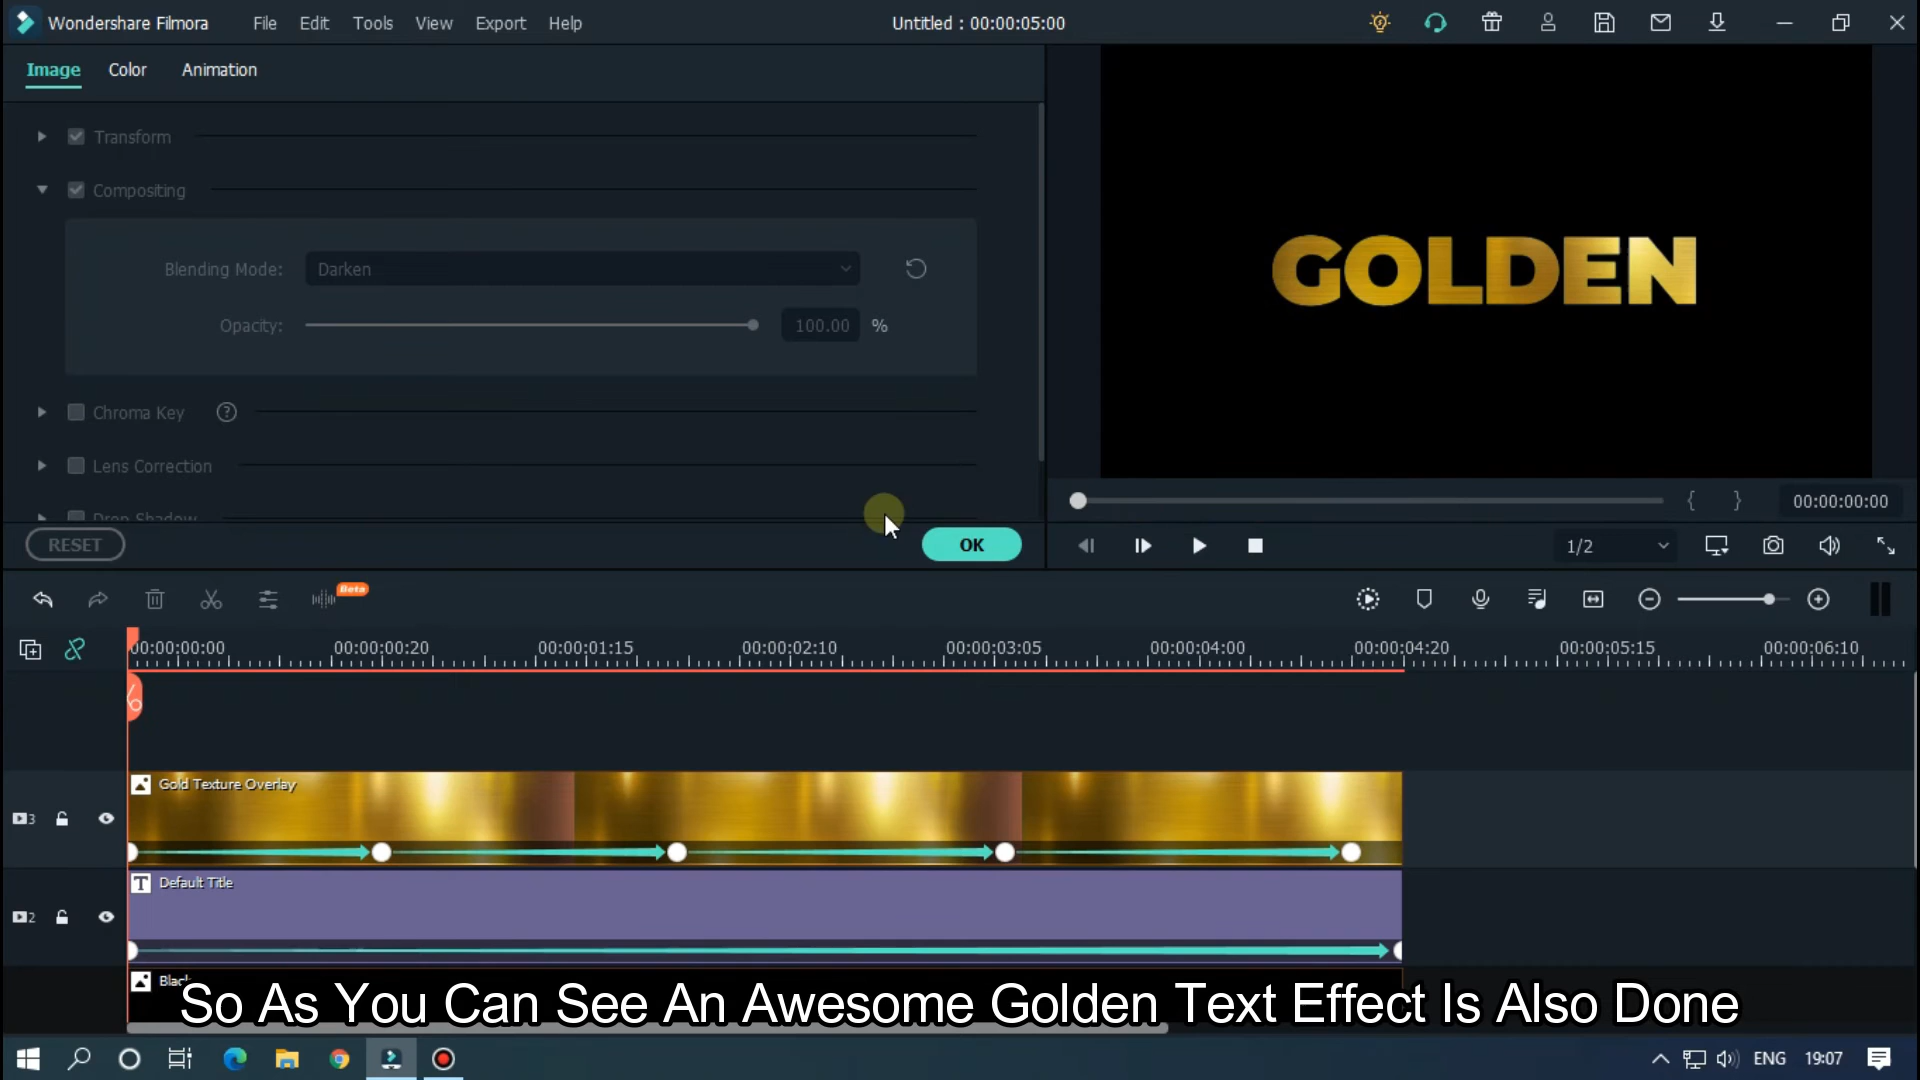 Wondershare Filmora File Edit Tools View Export Help Untitled : 00:00:05:00
Image Color Animation
Transform
Compositing
Blending Mode: Darken
Opacity: 100.00 %
Chroma Key ?
Lens Correction
Drop Shadow
RESET OK
GOLDEN
{ } 00:00:00:00
1/2
Beta
00:00:00:00 00:00:00:20 00:00:01:15 00:00:02:10 00:00:03:05 00:00:04:00 00:00:04:20 00:00:05:15 00:00:06:10
Gold Texture Overlay
3
T Default Title
2
Black
So As You Can See An Awesome Golden Text Effect Is Also Done
ENG 19:07